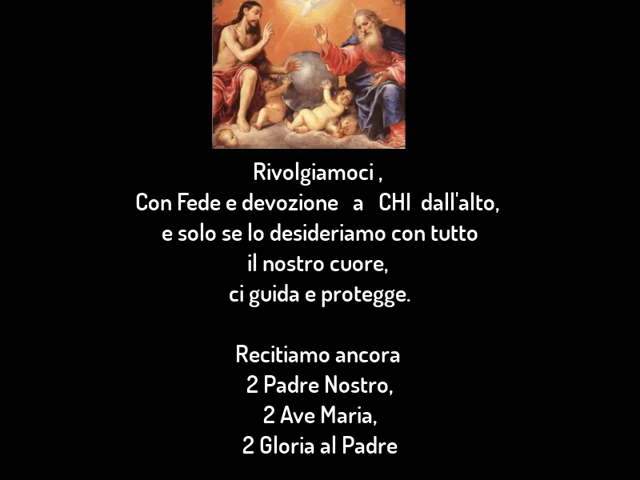 Rivolgiamoci ,
Con Fede e devozione a CHI dall'alto,
e solo se lo desideriamo con tutto
il nostro cuore,
ci guida e protegge.
Recitiamo ancora
2 Padre Nostro,
2 Ave Maria,
2 Gloria al Padre